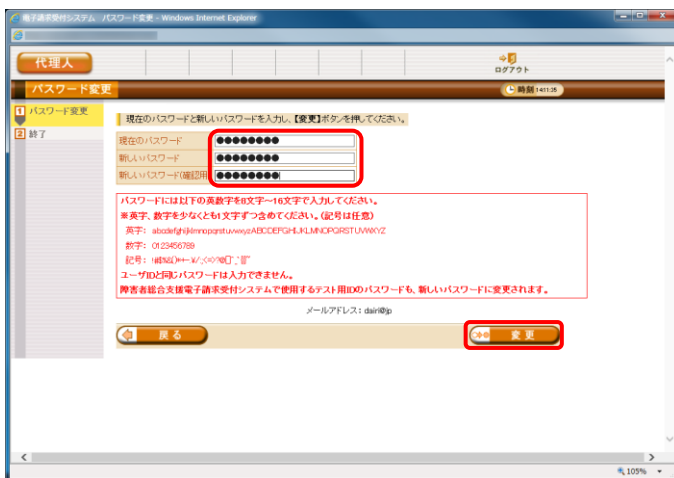 電子請求受付システム パスワード変更 - Windows Internet Explorer
代理人
ログアウト
パスワード変更
時刻 14:11:35
1 パスワード変更
2 終了
現在のパスワードと新しいパスワードを入力し、【変更】ボタンを押してください。
現在のパスワード ●●●●●●●●
新しいパスワード ●●●●●●●●
新しいパスワード(確認用 ●●●●●●●●
パスワードには以下の英数字を8文字～16文字で入力してください。
※英字、数字を少なくとも1文字ずつ含めてください。(記号は任意)
英字: abcdefghijklmnopqrstuvwxyzABCDEFGHIJKLMNOPQRSTUVWXYZ
数字: 0123456789
記号:
ユーザIDと同じパスワードは入力できません。
障害者総合支援電子請求受付システムで使用するテスト用IDのパスワードも、新しいパスワードに変更されます。
メールアドレス: dairi@jp
戻る
変更
105%